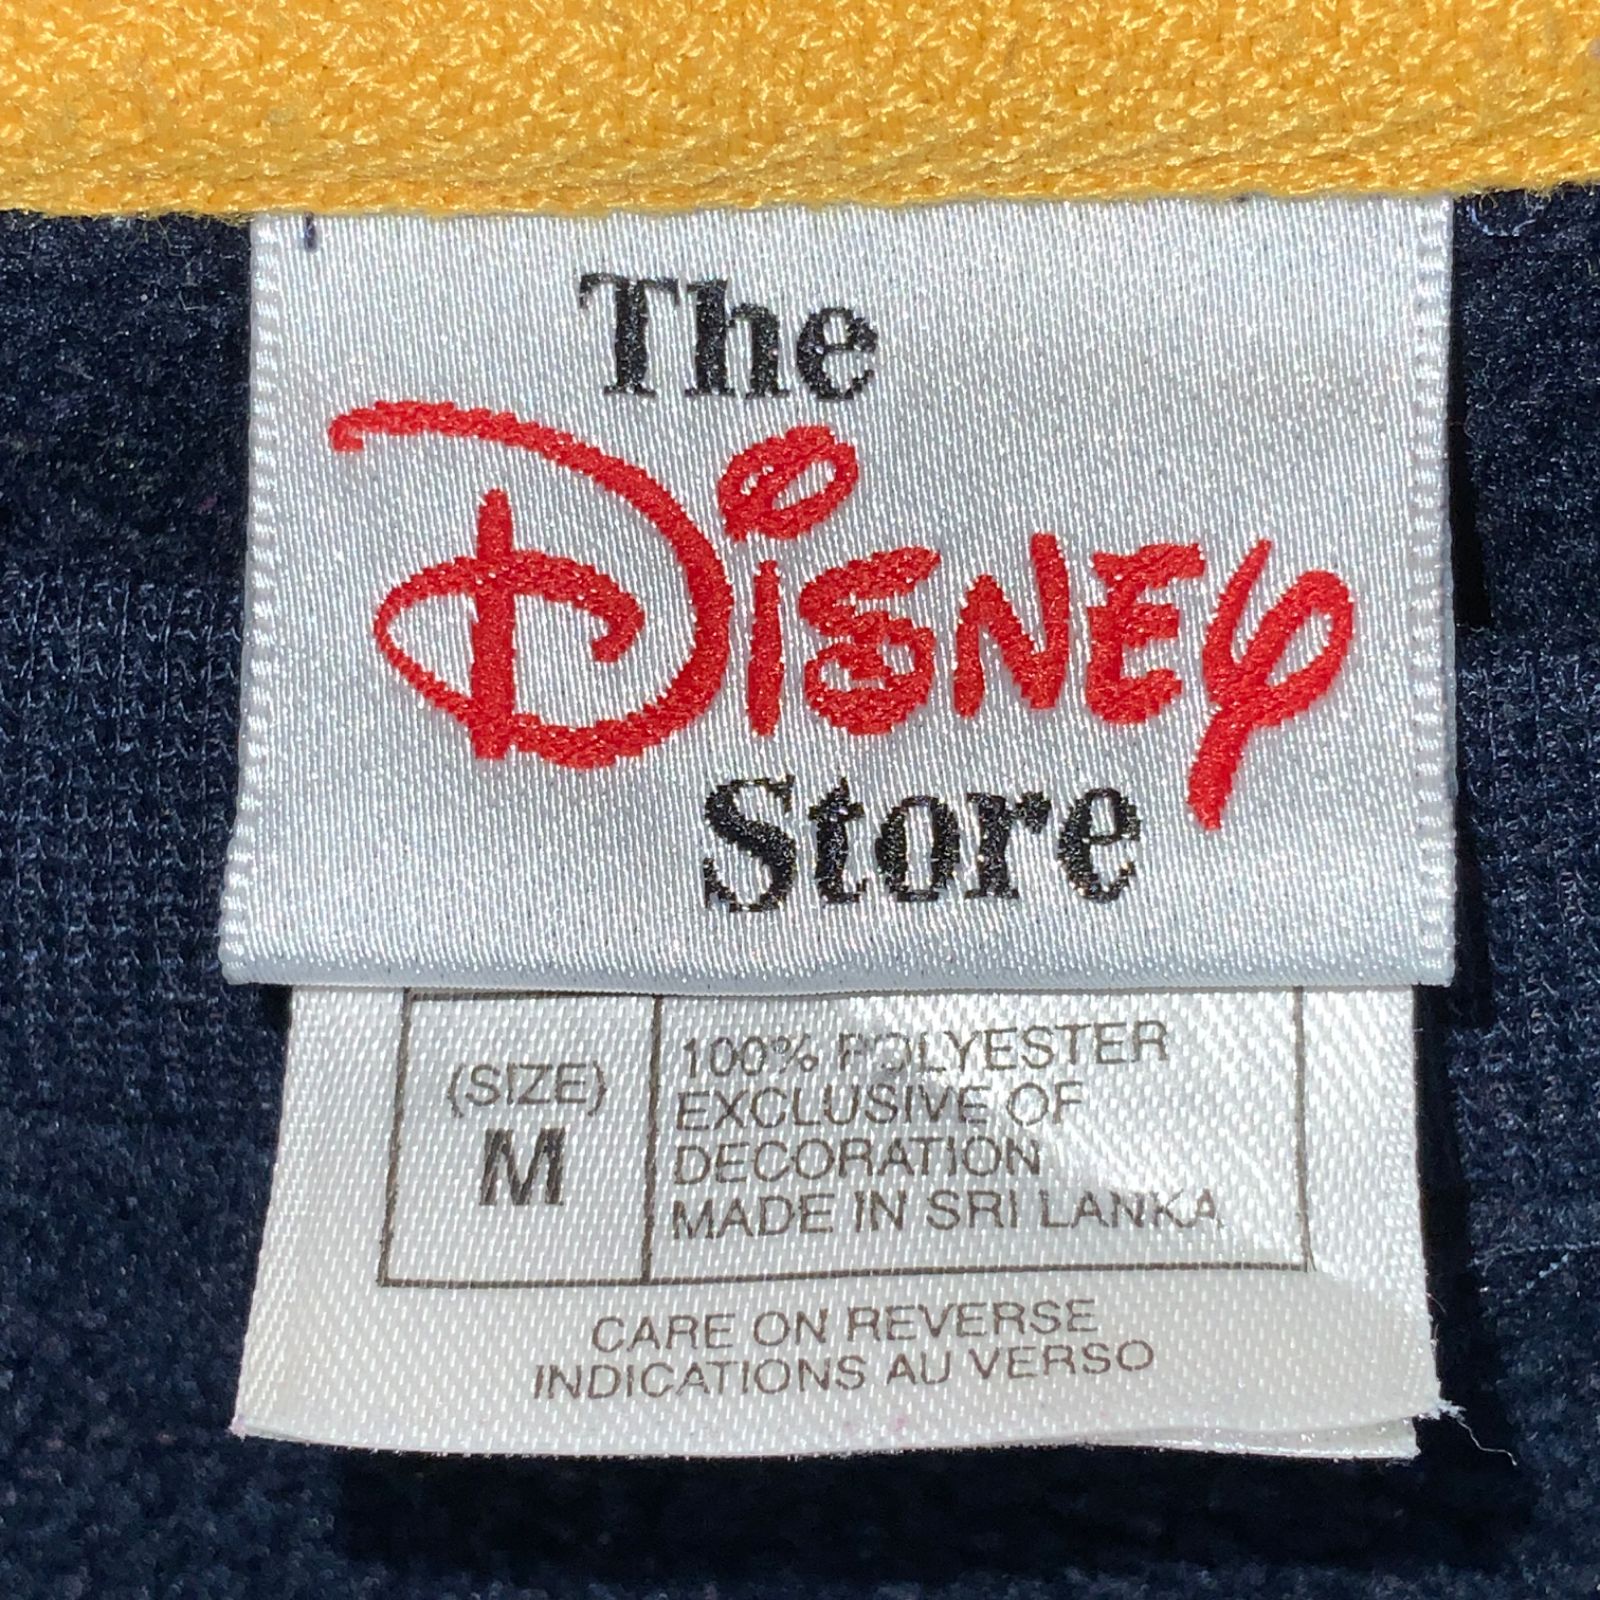 The
Disney
Store
(SIZE)
M
100% POLYESTER
EXCLUSIVE OF
DECORATION
MADE IN SRI LANKA
CARE ON REVERSE
INDICATIONS AU VERSO